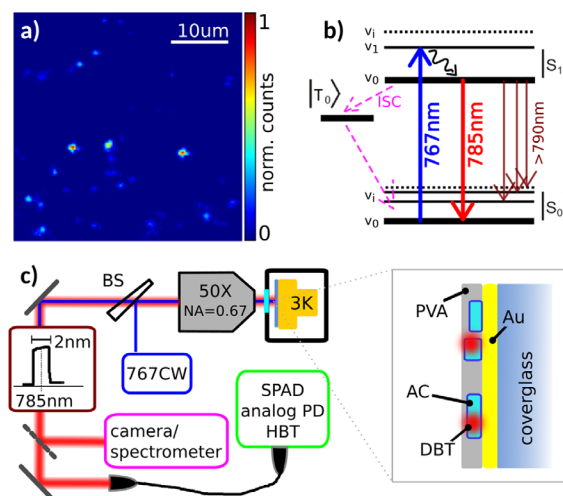 a)
10um
1
0
norm. counts
b)
vi
v1
v0
|S1
|T0⟩
ISC
767nm
785nm
>790nm
vi
v0
|S0
c)
BS
50X
NA=0.67
3K
2nm
785nm
767CW
camera/
spectrometer
SPAD
analog PD
HBT
PVA
Au
AC
DBT
coverglass